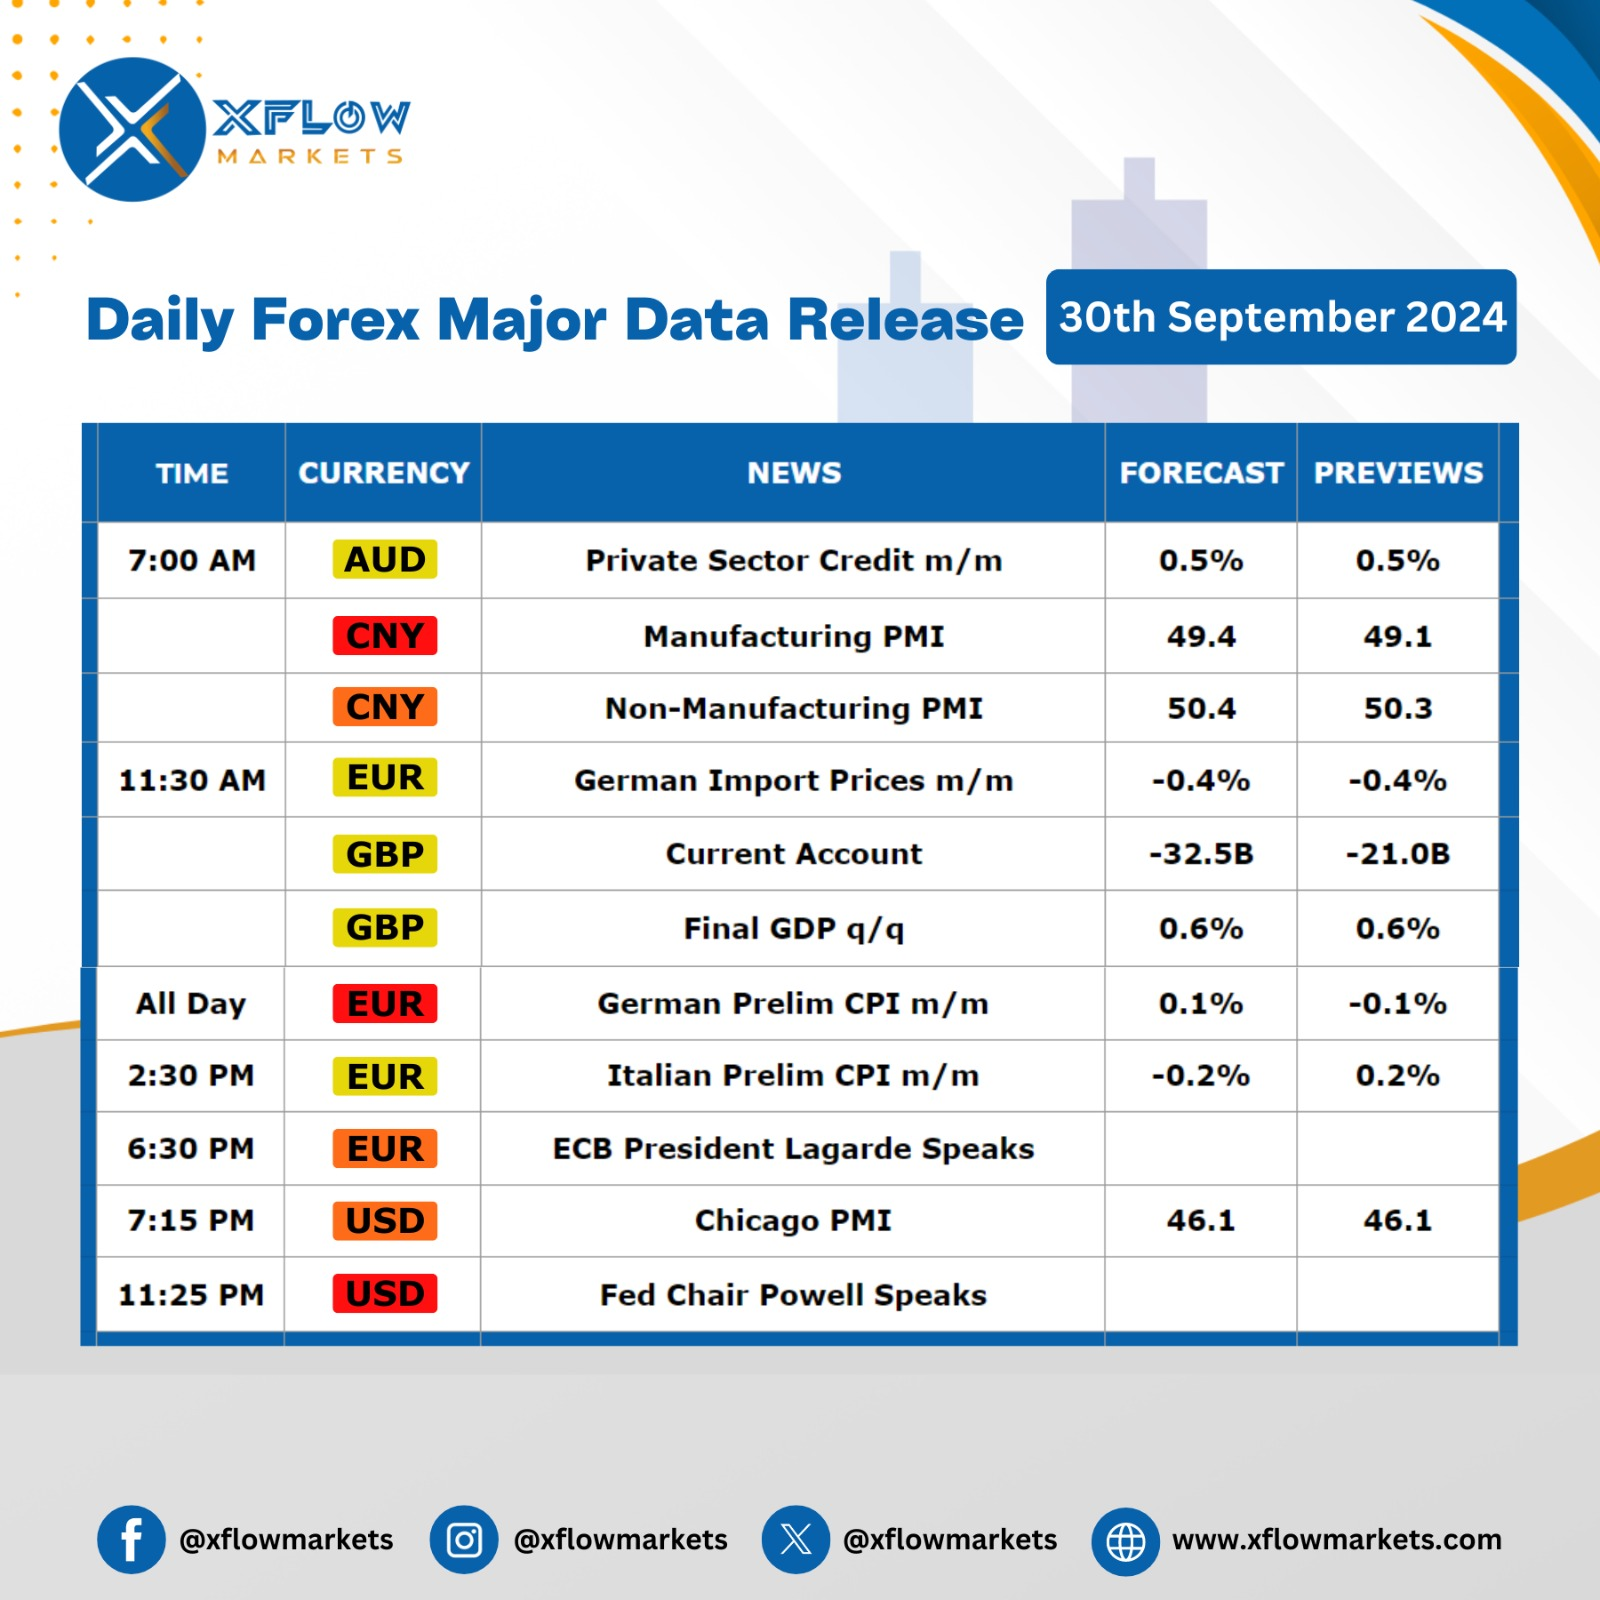 XFLOW
MARKETS
Daily Forex Major Data Release 30th September 2024
TIME CURRENCY NEWS FORECAST PREVIEWS
7:00 AM AUD Private Sector Credit m/m 0.5% 0.5%
CNY Manufacturing PMI 49.4 49.1
CNY Non-Manufacturing PMI 50.4 50.3
11:30 AM EUR German Import Prices m/m -0.4% -0.4%
GBP Current Account -32.5B -21.0B
GBP Final GDP q/q 0.6% 0.6%
All Day EUR German Prelim CPI m/m 0.1% -0.1%
2:30 PM EUR Italian Prelim CPI m/m -0.2% 0.2%
6:30 PM EUR ECB President Lagarde Speaks
7:15 PM USD Chicago PMI 46.1 46.1
11:25 PM USD Fed Chair Powell Speaks
@xflowmarkets @xflowmarkets @xflowmarkets www.xflowmarkets.com